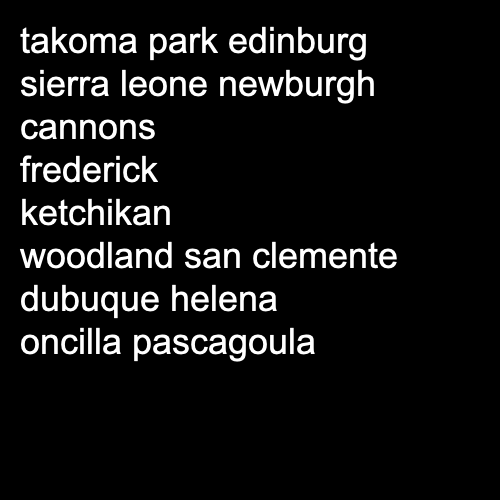 takoma park edinburg
sierra leone newburgh
cannons
frederick
ketchikan
woodland san clemente
dubuque helena
oncilla pascagoula